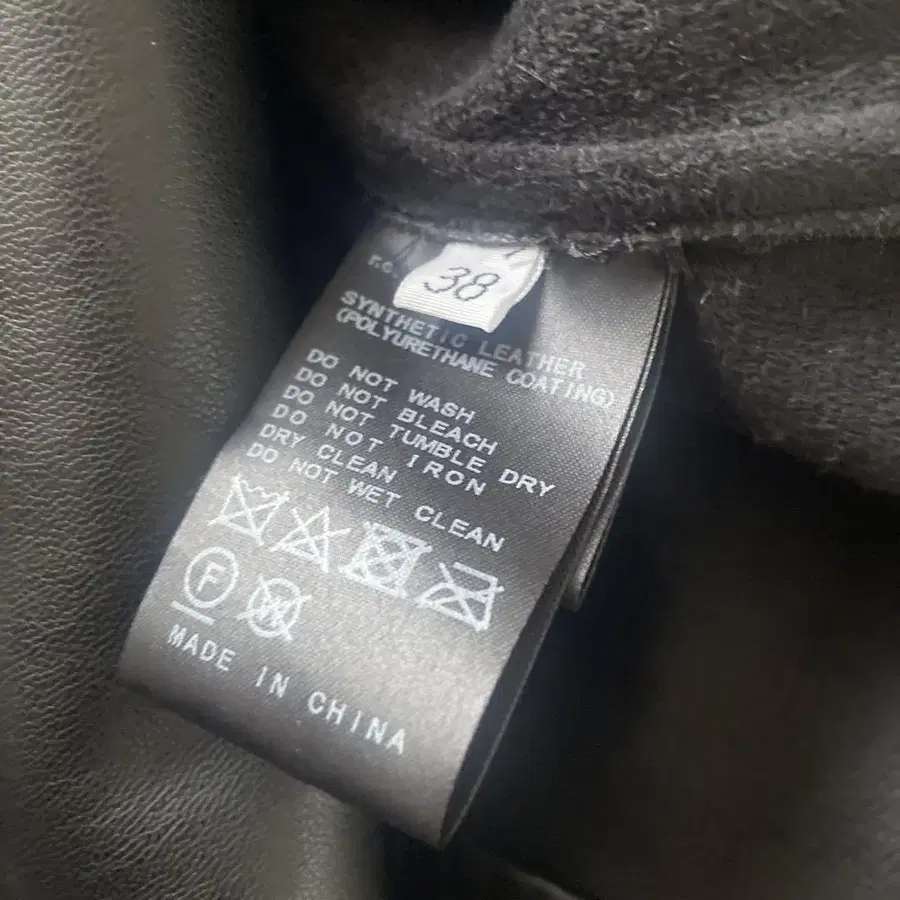 38
F.C.
SYNTHETIC LEATHER
(POLYURETHANE COATING)
DO NOT WASH
DO NOT BLEACH
DO NOT TUMBLE DRY
DO NOT IRON
DRY CLEAN
DO NOT WET CLEAN
F
W
MADE IN CHINA